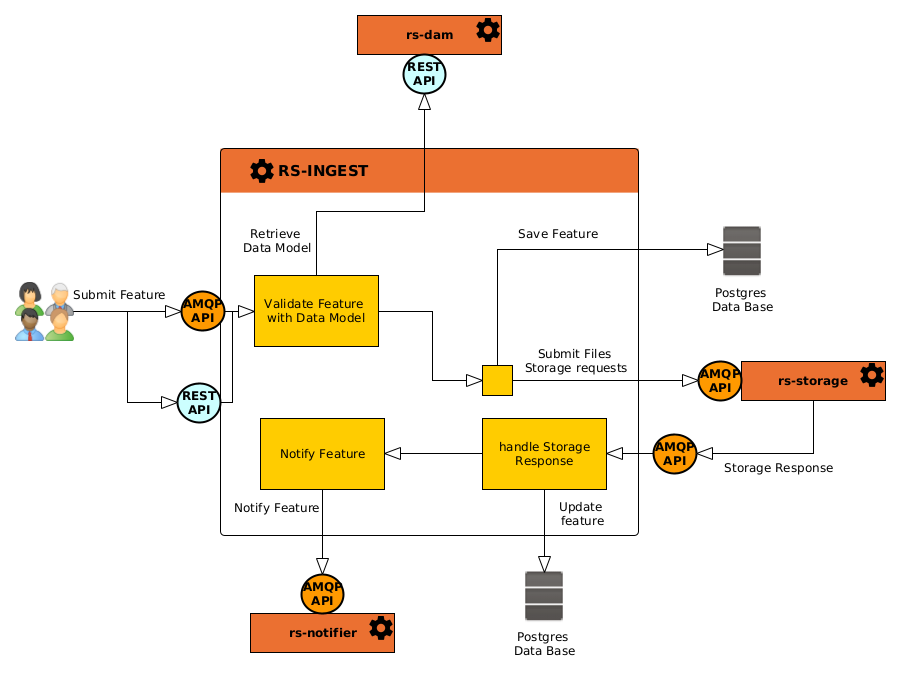 rs-dam
REST
API
RS-INGEST
Retrieve
Data Model
Save Feature
Submit Feature
AMQP
API
Validate Feature
with Data Model
Postgres
Data Base
Submit Files
Storage requests
AMQP
API
rs-storage
REST
API
Notify Feature
handle Storage
Response
AMQP
API
Storage Response
Notify Feature
Update
feature
AMQP
API
rs-notifier
Postgres
Data Base